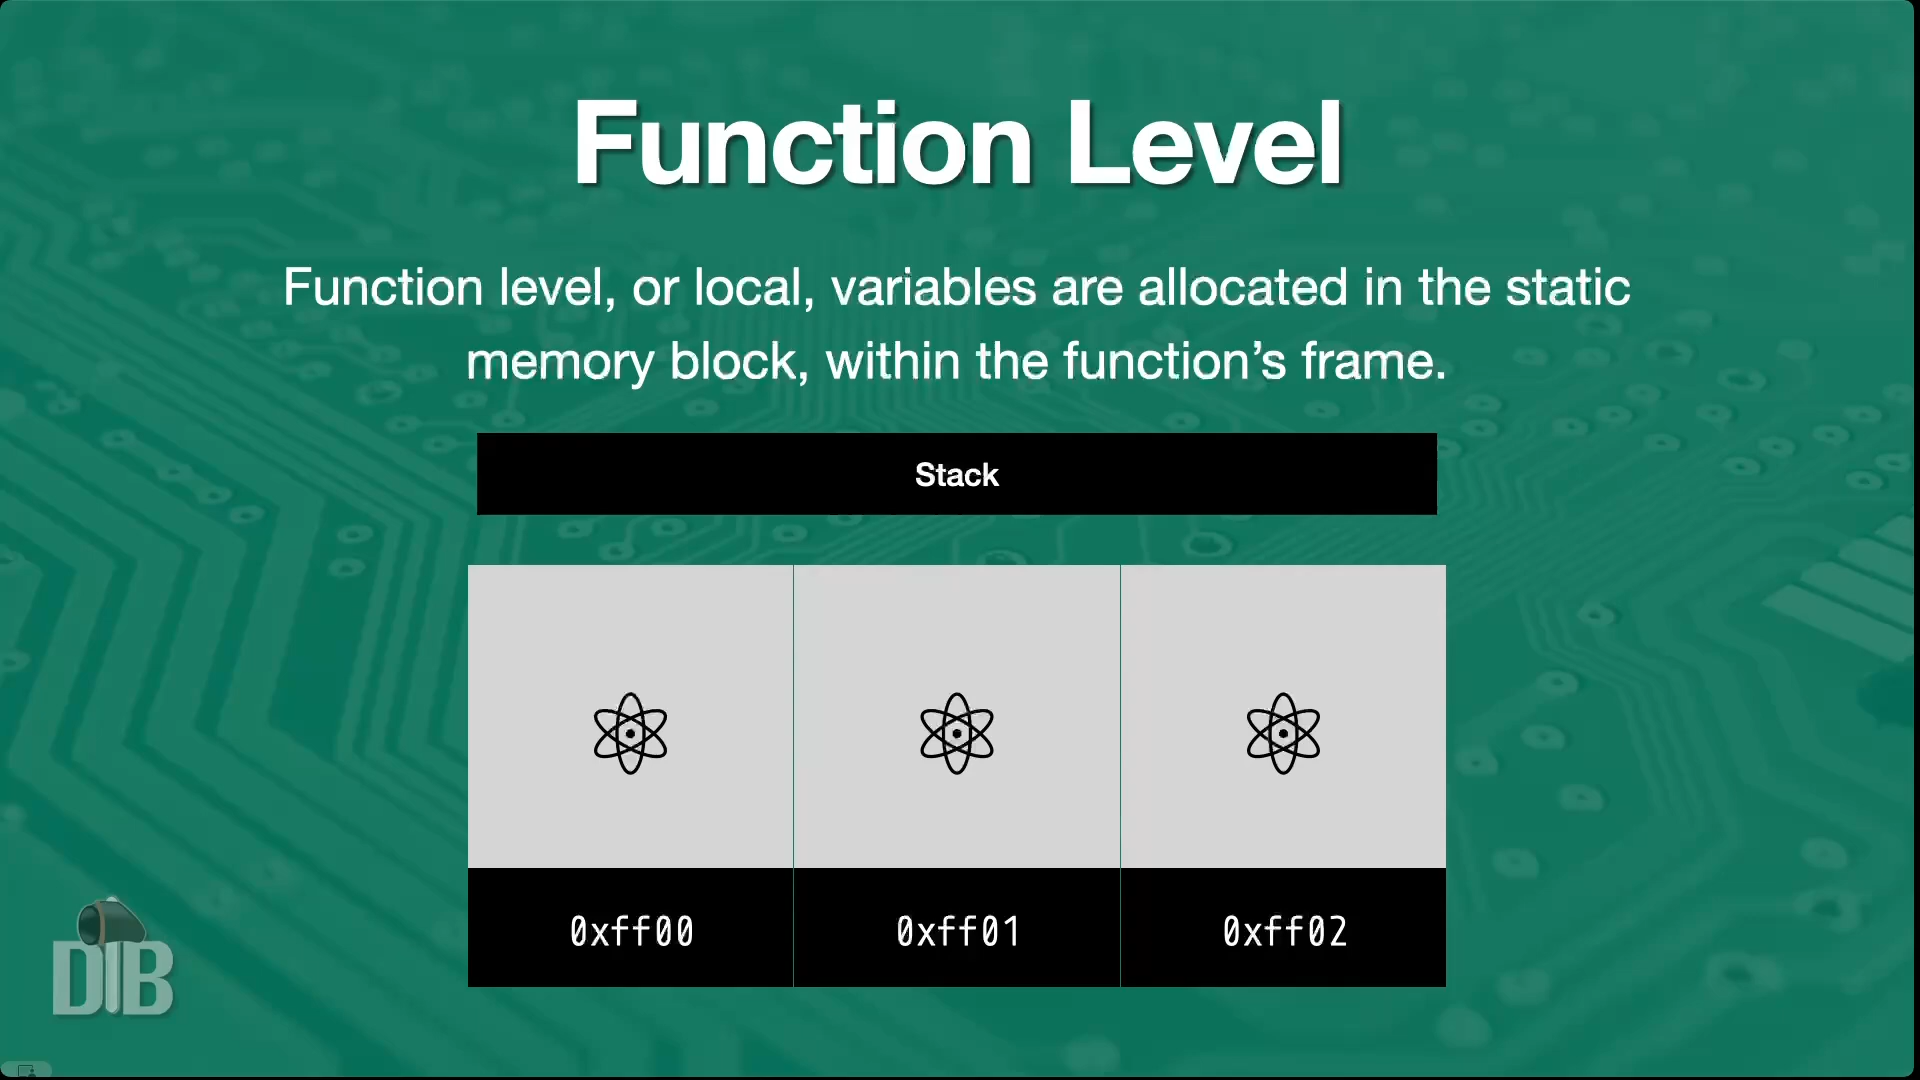 Function Level
Function level, or local, variables are allocated in the static
memory block, within the function’s frame.
Stack
0xff00 0xff01 0xff02
DIB